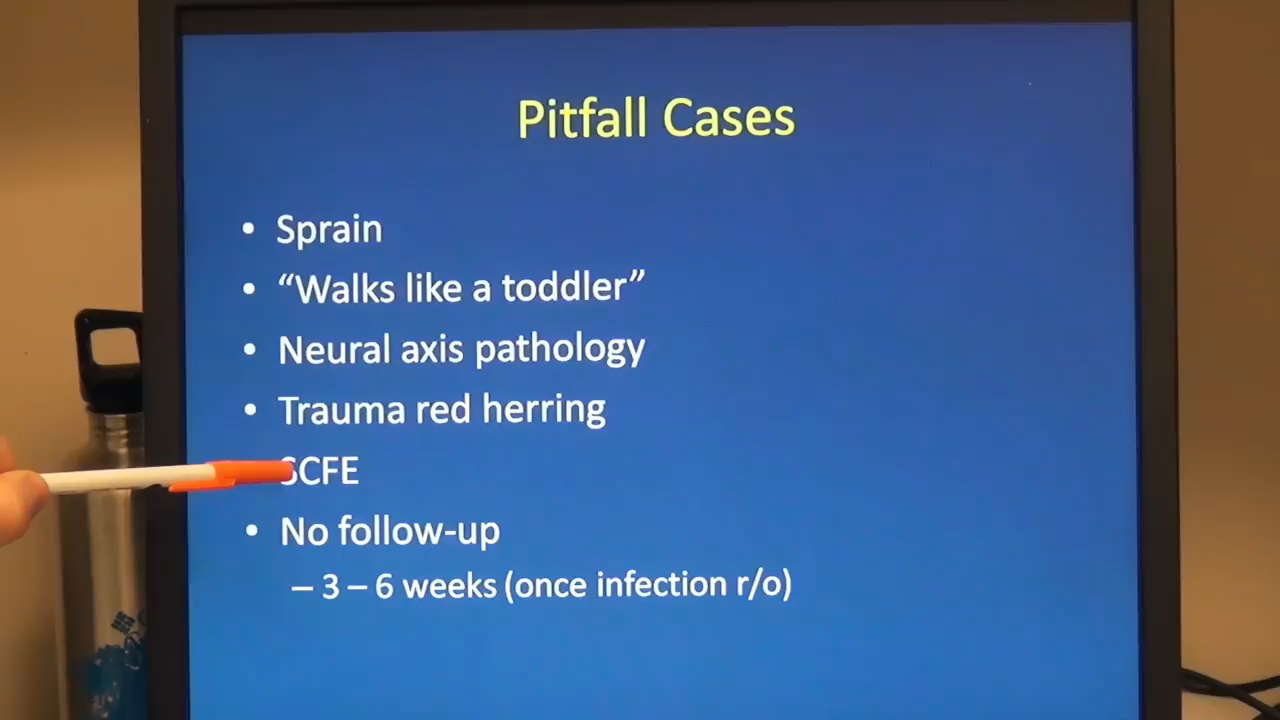 Pitfall Cases
• Sprain
• “Walks like a toddler”
• Neural axis pathology
• Trauma red herring
SCFE
• No follow-up
– 3 – 6 weeks (once infection r/o)